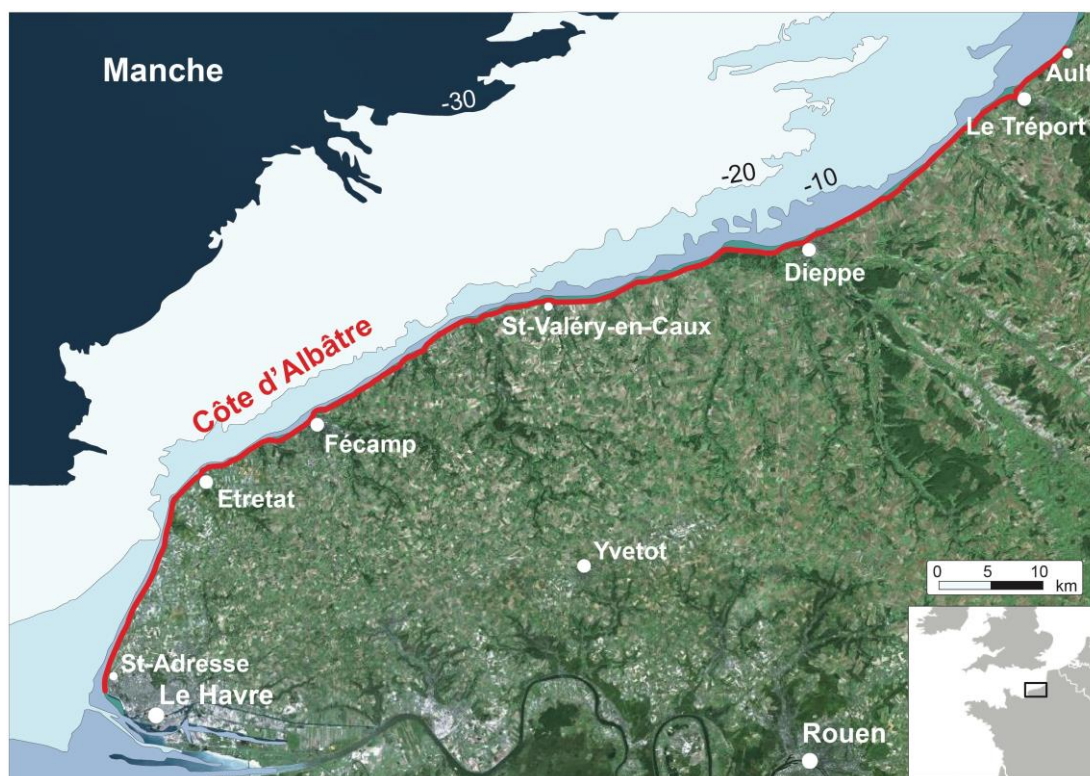 Manche
-30
Ault
Le Tréport
-20
-10
Dieppe
St-Valéry-en-Caux
Côte d'Albâtre
Fécamp
Etretat
Yvetot
0 5 10
km
St-Adresse
Le Havre
Rouen